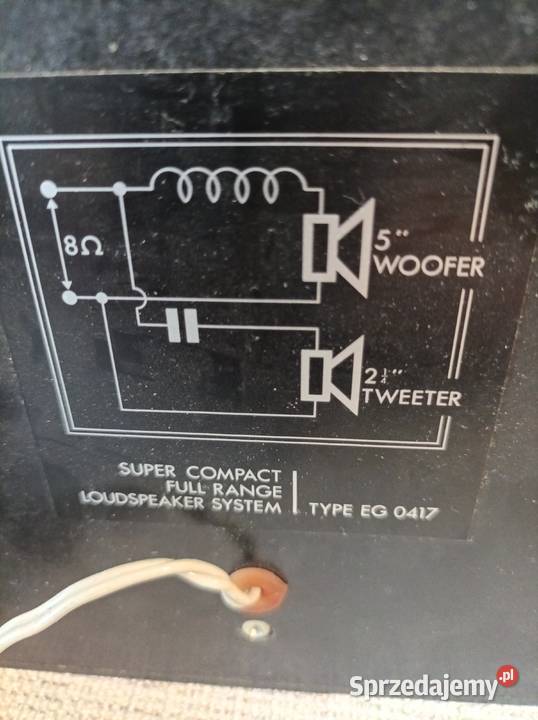 8Ω
5"
WOOFER
2¼"
TWEETER
SUPER COMPACT
FULL RANGE
LOUDSPEAKER SYSTEM
TYPE EG 0417
Sprzedajemy.pl